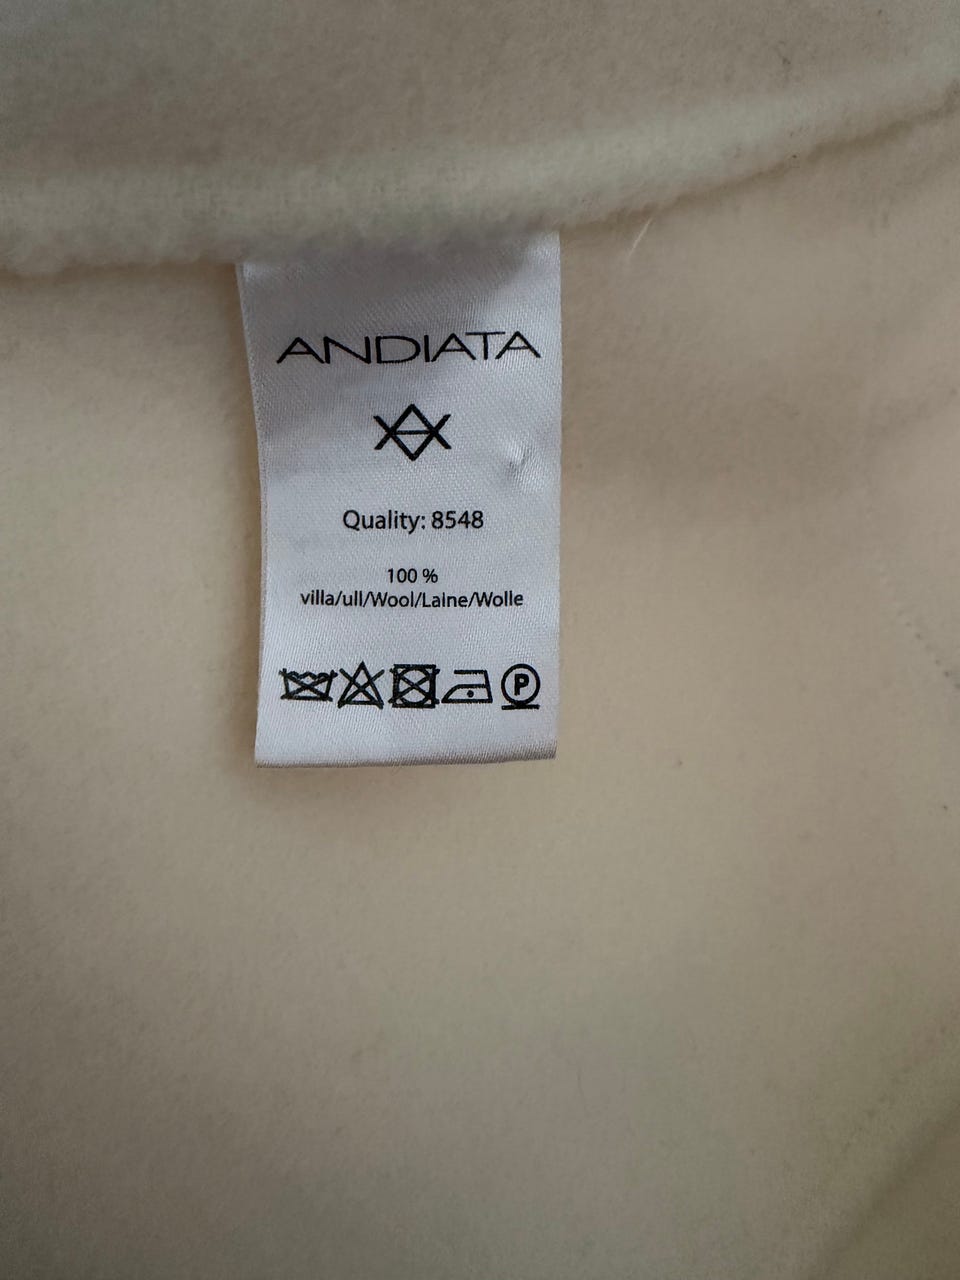 ANDIATA
Quality: 8548
100 %
villa/ull/Wool/Laine/Wolle
P